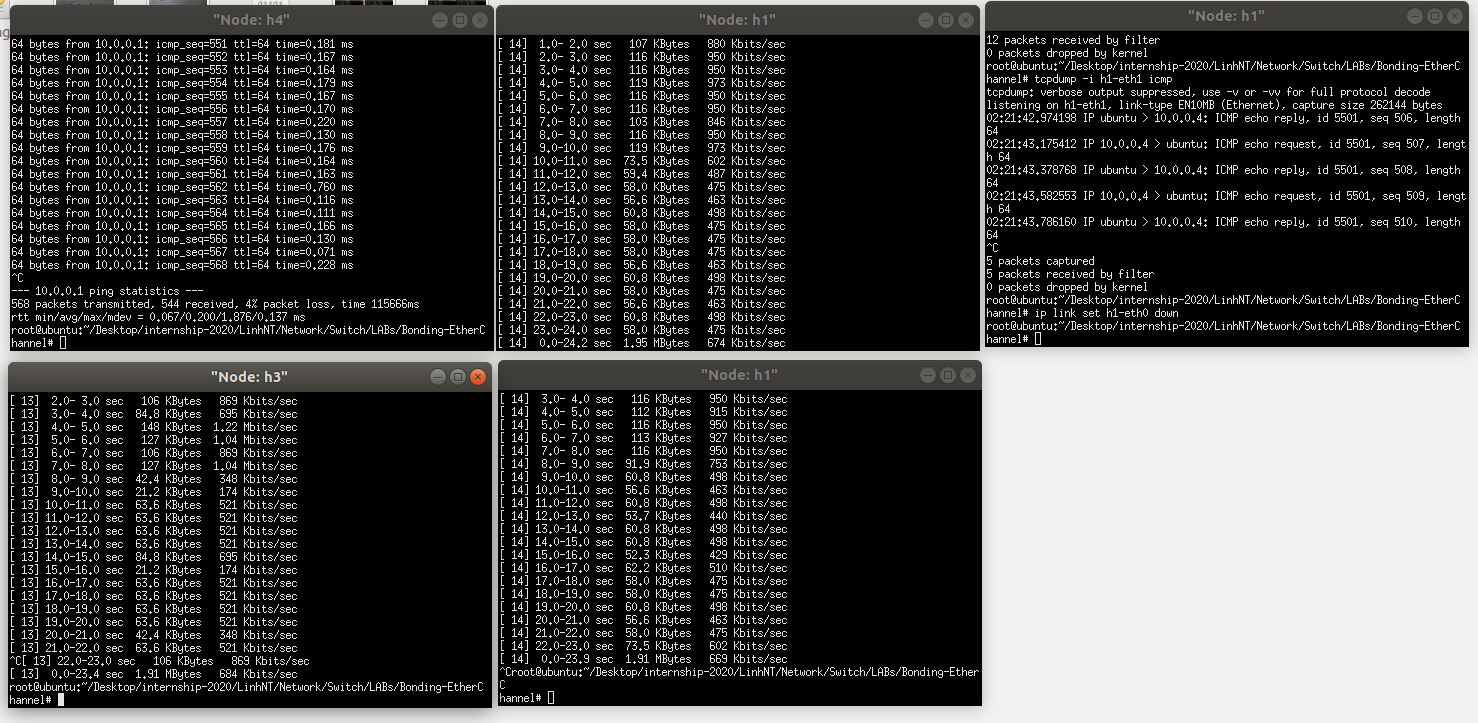 "Node: h4"
64 bytes from 10.0.0.1: icmp_seq=551 ttl=64 time=0.181 ms
64 bytes from 10.0.0.1: icmp_seq=552 ttl=64 time=0.167 ms
64 bytes from 10.0.0.1: icmp_seq=553 ttl=64 time=0.164 ms
64 bytes from 10.0.0.1: icmp_seq=554 ttl=64 time=0.179 ms
64 bytes from 10.0.0.1: icmp_seq=555 ttl=64 time=0.167 ms
64 bytes from 10.0.0.1: icmp_seq=556 ttl=64 time=0.170 ms
64 bytes from 10.0.0.1: icmp_seq=557 ttl=64 time=0.220 ms
64 bytes from 10.0.0.1: icmp_seq=558 ttl=64 time=0.130 ms
64 bytes from 10.0.0.1: icmp_seq=559 ttl=64 time=0.176 ms
64 bytes from 10.0.0.1: icmp_seq=560 ttl=64 time=0.164 ms
64 bytes from 10.0.0.1: icmp_seq=561 ttl=64 time=0.163 ms
64 bytes from 10.0.0.1: icmp_seq=562 ttl=64 time=0.760 ms
64 bytes from 10.0.0.1: icmp_seq=563 ttl=64 time=0.116 ms
64 bytes from 10.0.0.1: icmp_seq=564 ttl=64 time=0.111 ms
64 bytes from 10.0.0.1: icmp_seq=565 ttl=64 time=0.166 ms
64 bytes from 10.0.0.1: icmp_seq=566 ttl=64 time=0.130 ms
64 bytes from 10.0.0.1: icmp_seq=567 ttl=64 time=0.071 ms
64 bytes from 10.0.0.1: icmp_seq=568 ttl=64 time=0.228 ms
^C
--- 10.0.0.1 ping statistics ---
568 packets transmitted, 544 received, 4% packet loss, time 115666ms
rtt min/avg/max/mdev = 0.067/0.200/1.876/0.137 ms
root@ubuntu:~/Desktop/internship-2020/LinhNT/Network/Switch/LABs/Bonding-EtherC
hannel#
"Node: h1"
[ 14] 1.0- 2.0 sec 107 KBytes 880 Kbits/sec
[ 14] 2.0- 3.0 sec 116 KBytes 950 Kbits/sec
[ 14] 3.0- 4.0 sec 116 KBytes 950 Kbits/sec
[ 14] 4.0- 5.0 sec 119 KBytes 973 Kbits/sec
[ 14] 5.0- 6.0 sec 116 KBytes 950 Kbits/sec
[ 14] 6.0- 7.0 sec 116 KBytes 950 Kbits/sec
[ 14] 7.0- 8.0 sec 103 KBytes 846 Kbits/sec
[ 14] 8.0- 9.0 sec 116 KBytes 950 Kbits/sec
[ 14] 9.0-10.0 sec 119 KBytes 973 Kbits/sec
[ 14] 10.0-11.0 sec 73.5 KBytes 602 Kbits/sec
[ 14] 11.0-12.0 sec 59.4 KBytes 487 Kbits/sec
[ 14] 12.0-13.0 sec 58.0 KBytes 475 Kbits/sec
[ 14] 13.0-14.0 sec 56.6 KBytes 463 Kbits/sec
[ 14] 14.0-15.0 sec 60.8 KBytes 498 Kbits/sec
[ 14] 15.0-16.0 sec 58.0 KBytes 475 Kbits/sec
[ 14] 16.0-17.0 sec 58.0 KBytes 475 Kbits/sec
[ 14] 17.0-18.0 sec 58.0 KBytes 475 Kbits/sec
[ 14] 18.0-19.0 sec 56.6 KBytes 463 Kbits/sec
[ 14] 19.0-20.0 sec 60.8 KBytes 498 Kbits/sec
[ 14] 20.0-21.0 sec 58.0 KBytes 475 Kbits/sec
[ 14] 21.0-22.0 sec 56.6 KBytes 463 Kbits/sec
[ 14] 22.0-23.0 sec 60.8 KBytes 498 Kbits/sec
[ 14] 23.0-24.0 sec 58.0 KBytes 475 Kbits/sec
[ 14] 0.0-24.2 sec 1.95 MBytes 674 Kbits/sec
"Node: h1"
12 packets received by filter
0 packets dropped by kernel
root@ubuntu:~/Desktop/internship-2020/LinhNT/Network/Switch/LABs/Bonding-EtherC
hannel# tcpdump -i h1-eth1 icmp
tcpdump: verbose output suppressed, use -v or -vv for full protocol decode
listening on h1-eth1, link-type EN10MB (Ethernet), capture size 262144 bytes
02:21:42.974198 IP ubuntu > 10.0.0.4: ICMP echo reply, id 5501, seq 506, length
64
02:21:43.175412 IP 10.0.0.4 > ubuntu: ICMP echo request, id 5501, seq 507, lengt
h 64
02:21:43.378768 IP ubuntu > 10.0.0.4: ICMP echo reply, id 5501, seq 508, length
64
02:21:43.582553 IP 10.0.0.4 > ubuntu: ICMP echo request, id 5501, seq 509, lengt
h 64
02:21:43.786160 IP ubuntu > 10.0.0.4: ICMP echo reply, id 5501, seq 510, length
64
^C
5 packets captured
5 packets received by filter
0 packets dropped by kernel
root@ubuntu:~/Desktop/internship-2020/LinhNT/Network/Switch/LABs/Bonding-EtherC
hannel# ip link set h1-eth0 down
root@ubuntu:~/Desktop/internship-2020/LinhNT/Network/Switch/LABs/Bonding-EtherC
hannel#
"Node: h3"
[ 13] 2.0- 3.0 sec 106 KBytes 869 Kbits/sec
[ 13] 3.0- 4.0 sec 84.8 KBytes 695 Kbits/sec
[ 13] 4.0- 5.0 sec 148 KBytes 1.22 Mbits/sec
[ 13] 5.0- 6.0 sec 127 KBytes 1.04 Mbits/sec
[ 13] 6.0- 7.0 sec 106 KBytes 869 Kbits/sec
[ 13] 7.0- 8.0 sec 127 KBytes 1.04 Mbits/sec
[ 13] 8.0- 9.0 sec 42.4 KBytes 348 Kbits/sec
[ 13] 9.0-10.0 sec 21.2 KBytes 174 Kbits/sec
[ 13] 10.0-11.0 sec 63.6 KBytes 521 Kbits/sec
[ 13] 11.0-12.0 sec 63.6 KBytes 521 Kbits/sec
[ 13] 12.0-13.0 sec 63.6 KBytes 521 Kbits/sec
[ 13] 13.0-14.0 sec 63.6 KBytes 521 Kbits/sec
[ 13] 14.0-15.0 sec 84.8 KBytes 695 Kbits/sec
[ 13] 15.0-16.0 sec 21.2 KBytes 174 Kbits/sec
[ 13] 16.0-17.0 sec 63.6 KBytes 521 Kbits/sec
[ 13] 17.0-18.0 sec 63.6 KBytes 521 Kbits/sec
[ 13] 18.0-19.0 sec 63.6 KBytes 521 Kbits/sec
[ 13] 19.0-20.0 sec 63.6 KBytes 521 Kbits/sec
[ 13] 20.0-21.0 sec 42.4 KBytes 348 Kbits/sec
[ 13] 21.0-22.0 sec 63.6 KBytes 521 Kbits/sec
^C[ 13] 22.0-23.0 sec 106 KBytes 869 Kbits/sec
[ 13] 0.0-23.4 sec 1.91 MBytes 684 Kbits/sec
root@ubuntu:~/Desktop/internship-2020/LinhNT/Network/Switch/LABs/Bonding-EtherC
hannel#
"Node: h1"
[ 14] 3.0- 4.0 sec 116 KBytes 950 Kbits/sec
[ 14] 4.0- 5.0 sec 112 KBytes 915 Kbits/sec
[ 14] 5.0- 6.0 sec 116 KBytes 950 Kbits/sec
[ 14] 6.0- 7.0 sec 113 KBytes 927 Kbits/sec
[ 14] 7.0- 8.0 sec 116 KBytes 950 Kbits/sec
[ 14] 8.0- 9.0 sec 91.9 KBytes 753 Kbits/sec
[ 14] 9.0-10.0 sec 60.8 KBytes 498 Kbits/sec
[ 14] 10.0-11.0 sec 56.6 KBytes 463 Kbits/sec
[ 14] 11.0-12.0 sec 60.8 KBytes 498 Kbits/sec
[ 14] 12.0-13.0 sec 53.7 KBytes 440 Kbits/sec
[ 14] 13.0-14.0 sec 60.8 KBytes 498 Kbits/sec
[ 14] 14.0-15.0 sec 60.8 KBytes 498 Kbits/sec
[ 14] 15.0-16.0 sec 52.3 KBytes 429 Kbits/sec
[ 14] 16.0-17.0 sec 62.2 KBytes 510 Kbits/sec
[ 14] 17.0-18.0 sec 58.0 KBytes 475 Kbits/sec
[ 14] 18.0-19.0 sec 58.0 KBytes 475 Kbits/sec
[ 14] 19.0-20.0 sec 60.8 KBytes 498 Kbits/sec
[ 14] 20.0-21.0 sec 56.6 KBytes 463 Kbits/sec
[ 14] 21.0-22.0 sec 58.0 KBytes 475 Kbits/sec
[ 14] 22.0-23.0 sec 73.5 KBytes 602 Kbits/sec
[ 14] 0.0-23.9 sec 1.91 MBytes 669 Kbits/sec
^Croot@ubuntu:~/Desktop/internship-2020/LinhNT/Network/Switch/LABs/Bonding-Ether
C
hannel#